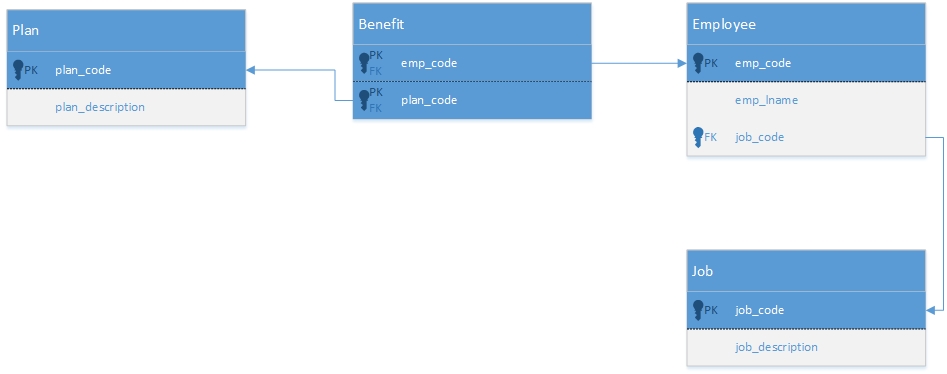 Plan
PK plan_code
plan_description
Benefit
PK
FK emp_code
PK
FK plan_code
Employee
PK emp_code
emp_lname
FK job_code
Job
PK job_code
job_description